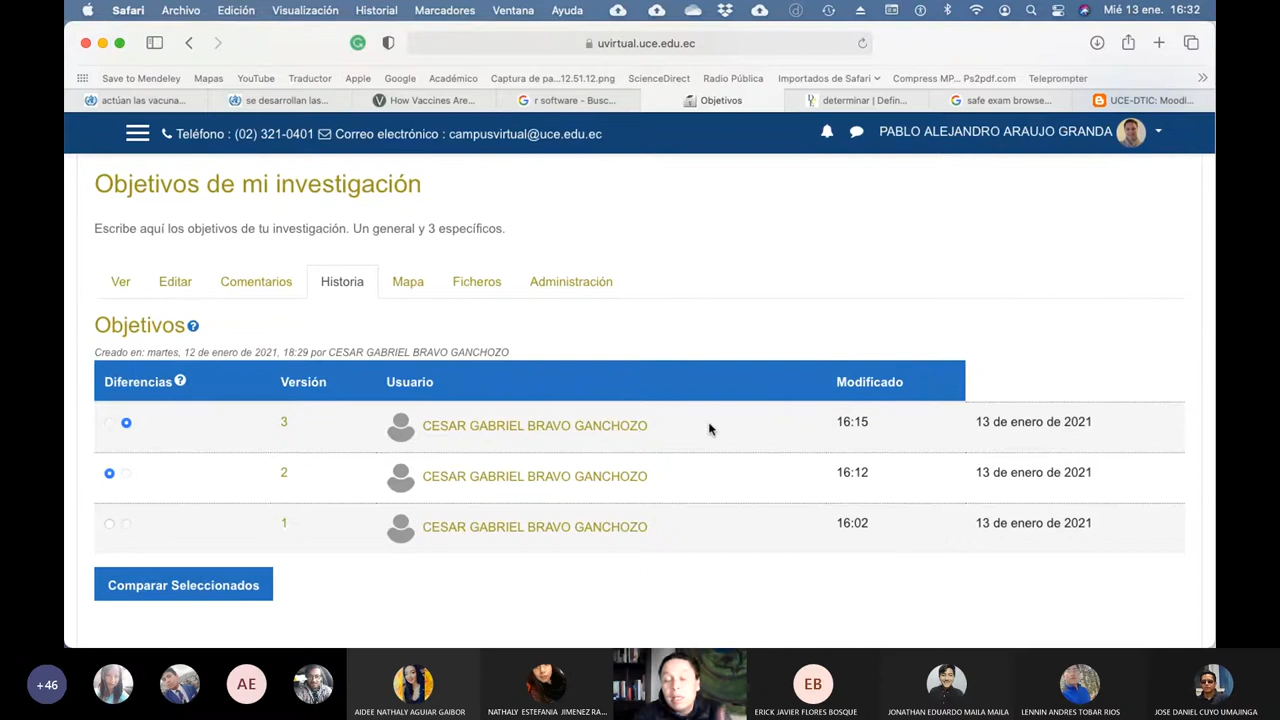 Safari Archivo Edición Visualización Historial Marcadores Ventana Ayuda Mié 13 ene. 16:32
uvirtual.uce.edu.ec
Save to Mendeley Mapas YouTube Traductor Apple Google Académico Captura de pa...12.51.12.png ScienceDirect Radio Pública Importados de Safari Compress MP... Ps2pdf.com Teleprompter
actúan las vacuna... se desarrollan las... How Vaccines Are... r software - Busc... Objetivos determinar | Defin... safe exam browse... UCE-DTIC: Moodl...
Teléfono : (02) 321-0401 Correo electrónico : campusvirtual@uce.edu.ec PABLO ALEJANDRO ARAUJO GRANDA
Objetivos de mi investigación
Escribe aquí los objetivos de tu investigación. Un general y 3 específicos.
Ver Editar Comentarios Historia Mapa Ficheros Administración
Objetivos
Creado en: martes, 12 de enero de 2021, 18:29 por CESAR GABRIEL BRAVO GANCHOZO
Diferencias Versión Usuario Modificado
3 CESAR GABRIEL BRAVO GANCHOZO 16:15 13 de enero de 2021
2 CESAR GABRIEL BRAVO GANCHOZO 16:12 13 de enero de 2021
1 CESAR GABRIEL BRAVO GANCHOZO 16:02 13 de enero de 2021
Comparar Seleccionados
+46 AE EB
AIDEE NATHALY AGUIAR GAIBOR NATHALY ESTEFANIA JIMENEZ RA... ERICK JAVIER FLORES BOSQUE JONATHAN EDUARDO MAILA MAILA LENNIN ANDRES TOBAR RIOS JOSE DANIEL CUYO UMAJINGA